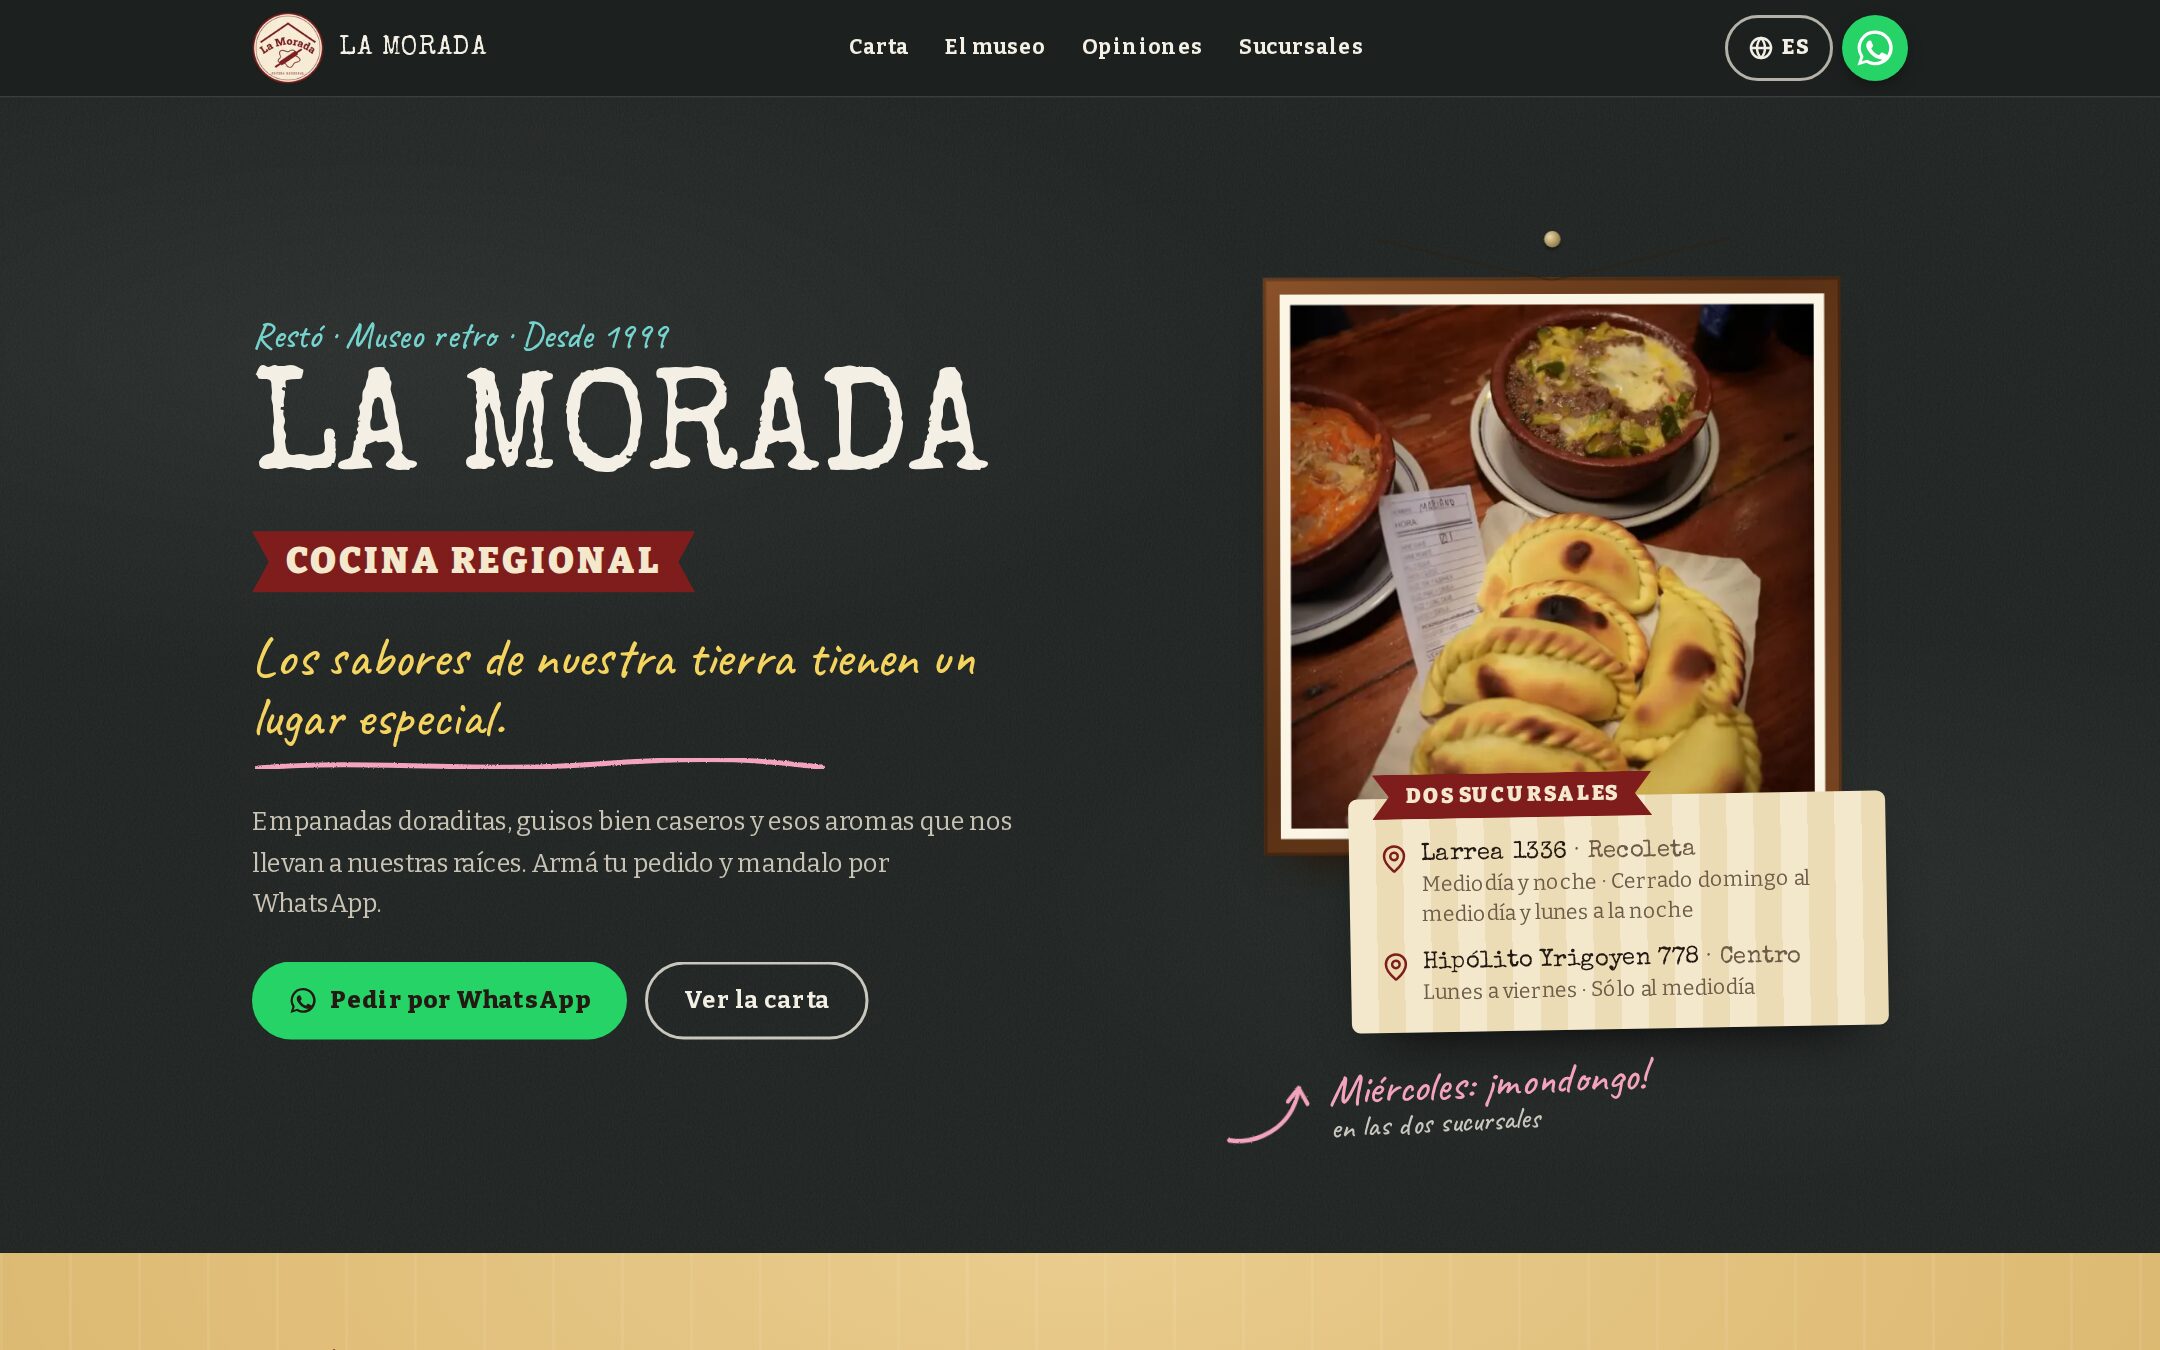 La Morada
LA MORADA
Carta
El museo
Opiniones
Sucursales
ES
Restó · Museo retro · Desde 1999
LA MORADA
COCINA REGIONAL
Los sabores de nuestra tierra tienen un
lugar especial.
Empanadas doraditas, guisos bien caseros y esos aromas que nos
llevan a nuestras raíces. Armá tu pedido y mandalo por
WhatsApp.
Pedir por WhatsApp
Ver la carta
MARIANO
HORA:
DOS SUCURSALES
Larrea 1336 · Recoleta
Mediodía y noche · Cerrado domingo al
mediodía y lunes a la noche
Hipólito Yrigoyen 778 · Centro
Lunes a viernes · Sólo al mediodía
Miércoles: ¡mondongo!
en las dos sucursales